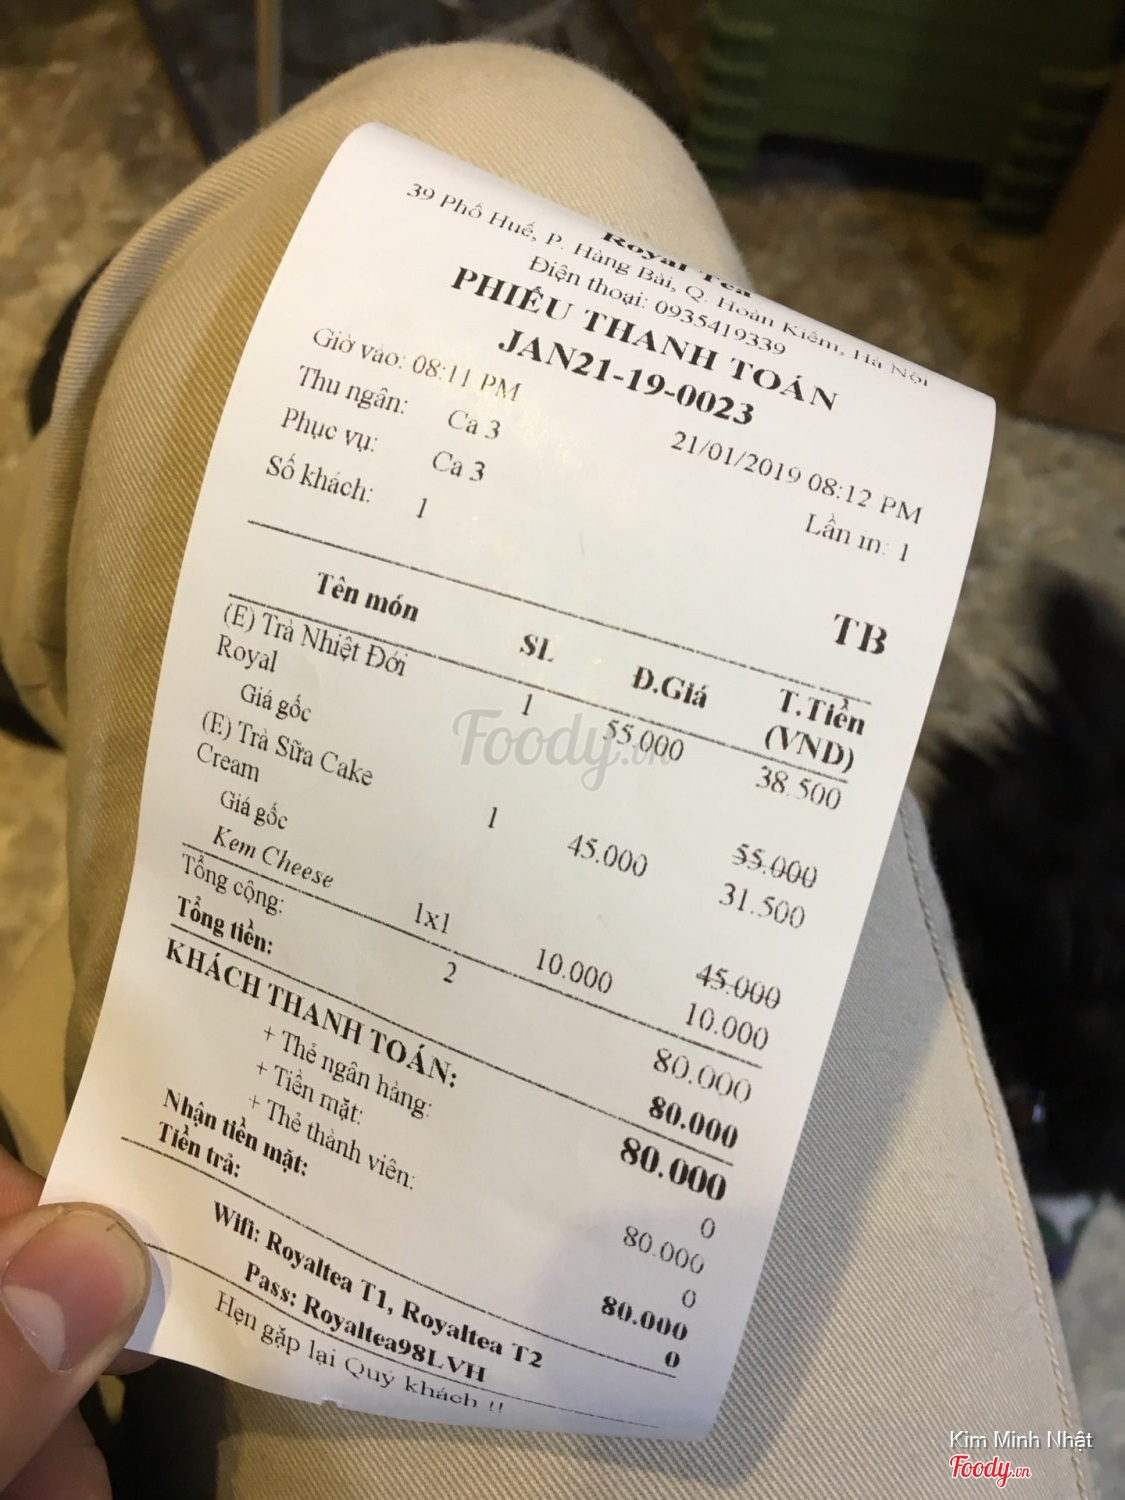 Royal Tea
39 Phố Huế, P. Hàng Bài, Q. Hoàn Kiếm, Hà Nội
Điện thoại: 0935419339
PHIẾU THANH TOÁN
JAN21-19-0023
Giờ vào: 08:11 PM 21/01/2019 08:12 PM
Thu ngân: Ca 3 Lần in: 1
Phục vụ: Ca 3
Số khách: 1 TB
Tên món SL Đ.Giá T.Tiền (VND)
(E) Trà Nhiệt Đới Royal 1 55.000 38.500
Giá gốc 55.000
(E) Trà Sữa Cake Cream 1 45.000 31.500
Giá gốc 45.000
Kem Cheese 1x1 10.000 10.000
Tổng cộng: 2 80.000
Tổng tiền: 80.000
KHÁCH THANH TOÁN: 80.000
+ Thẻ ngân hàng: 0
+ Tiền mặt: 80.000
+ Thẻ thành viên: 0
Nhận tiền mặt: 80.000
Tiền trả: 0
Wifi: Royaltea T1, Royaltea T2
Pass: Royaltea98LVH
Hẹn gặp lại Quý khách !!
Foody.vn
Kim Minh Nhật
Foody.vn